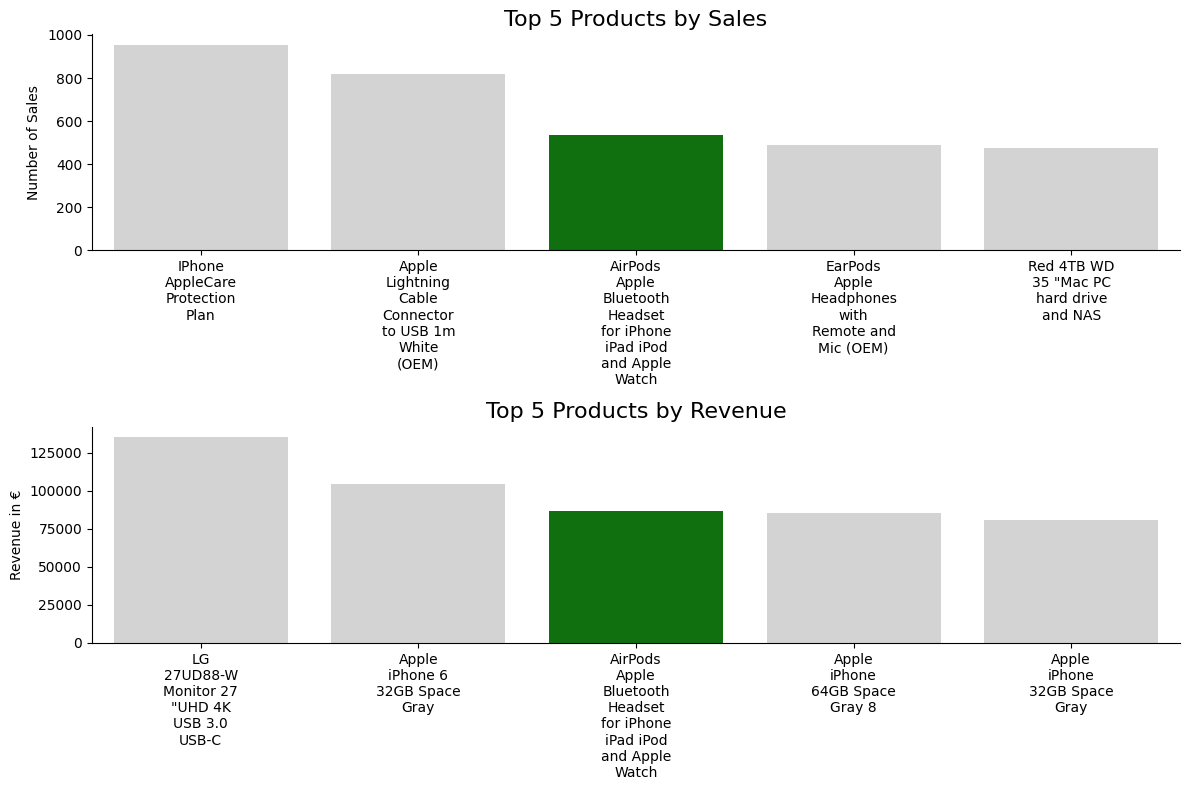 Top 5 Products by Sales
Number of Sales
1000
800
600
400
200
0
IPhone
AppleCare
Protection
Plan
Apple
Lightning
Cable
Connector
to USB 1m
White
(OEM)
AirPods
Apple
Bluetooth
Headset
for iPhone
iPad iPod
and Apple
Watch
EarPods
Apple
Headphones
with
Remote and
Mic (OEM)
Red 4TB WD
35 "Mac PC
hard drive
and NAS
Top 5 Products by Revenue
Revenue in €
125000
100000
75000
50000
25000
0
LG
27UD88-W
Monitor 27
"UHD 4K
USB 3.0
USB-C
Apple
iPhone 6
32GB Space
Gray
AirPods
Apple
Bluetooth
Headset
for iPhone
iPad iPod
and Apple
Watch
Apple
iPhone
64GB Space
Gray 8
Apple
iPhone
32GB Space
Gray